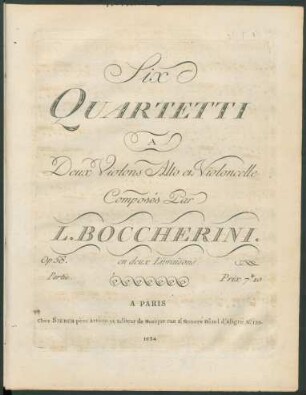 Six
QUARTETTI
A
Deux Violons Alto et Violoncelle
Composés Par
L. BOCCHERINI.
Op. 58. en deux Livraisons
Partie. Prix 7
A PARIS
Chez SIEBER père